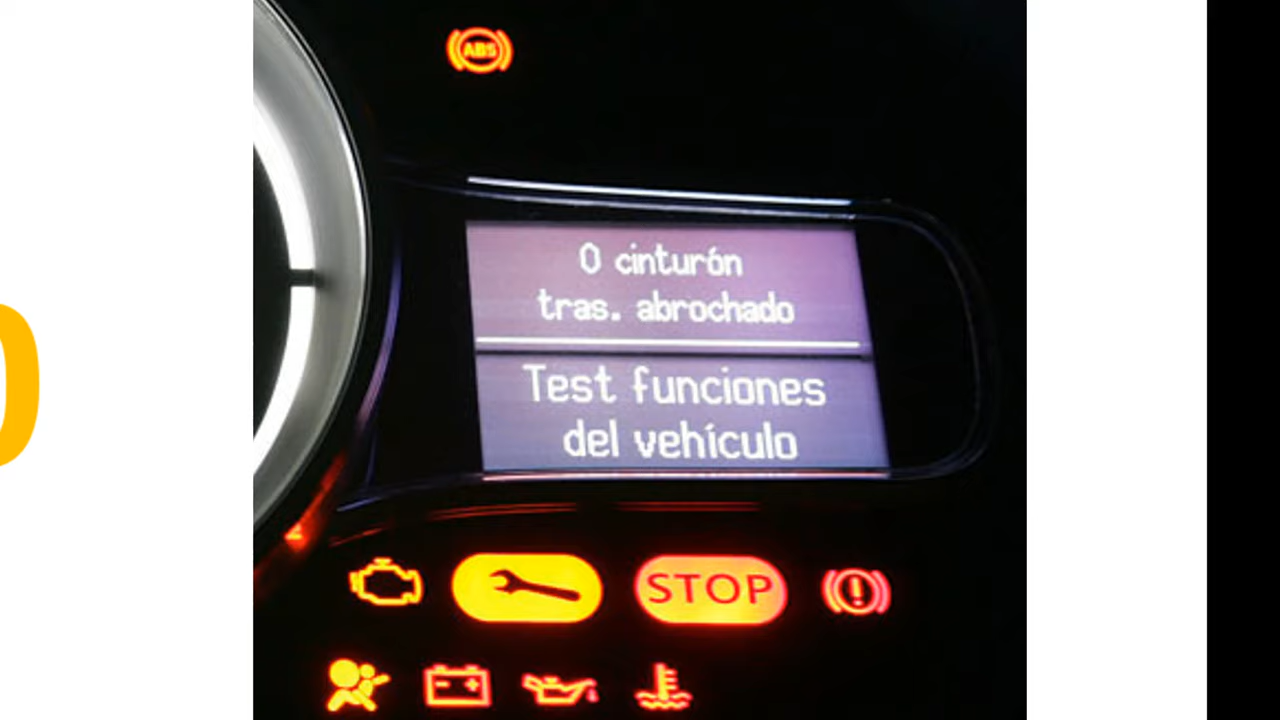 ABS
0 cinturón
tras. abrochado
Test funciones
del vehículo
STOP